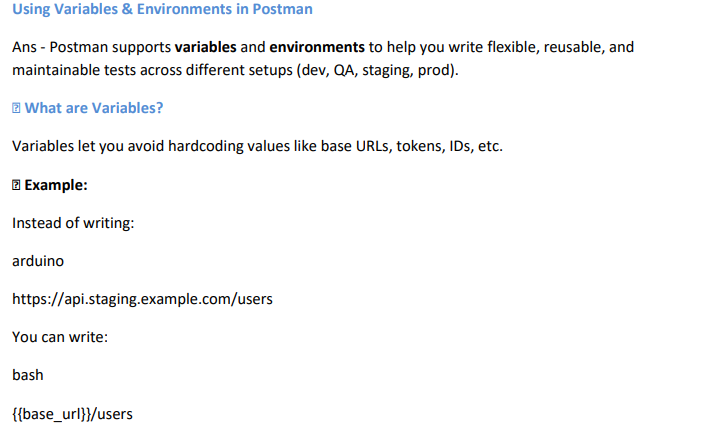 Using Variables & Environments in Postman
Ans - Postman supports variables and environments to help you write flexible, reusable, and
maintainable tests across different setups (dev, QA, staging, prod).
What are Variables?
Variables let you avoid hardcoding values like base URLs, tokens, IDs, etc.
Example:
Instead of writing:
arduino
https://api.staging.example.com/users
You can write:
bash
{{base_url}}/users